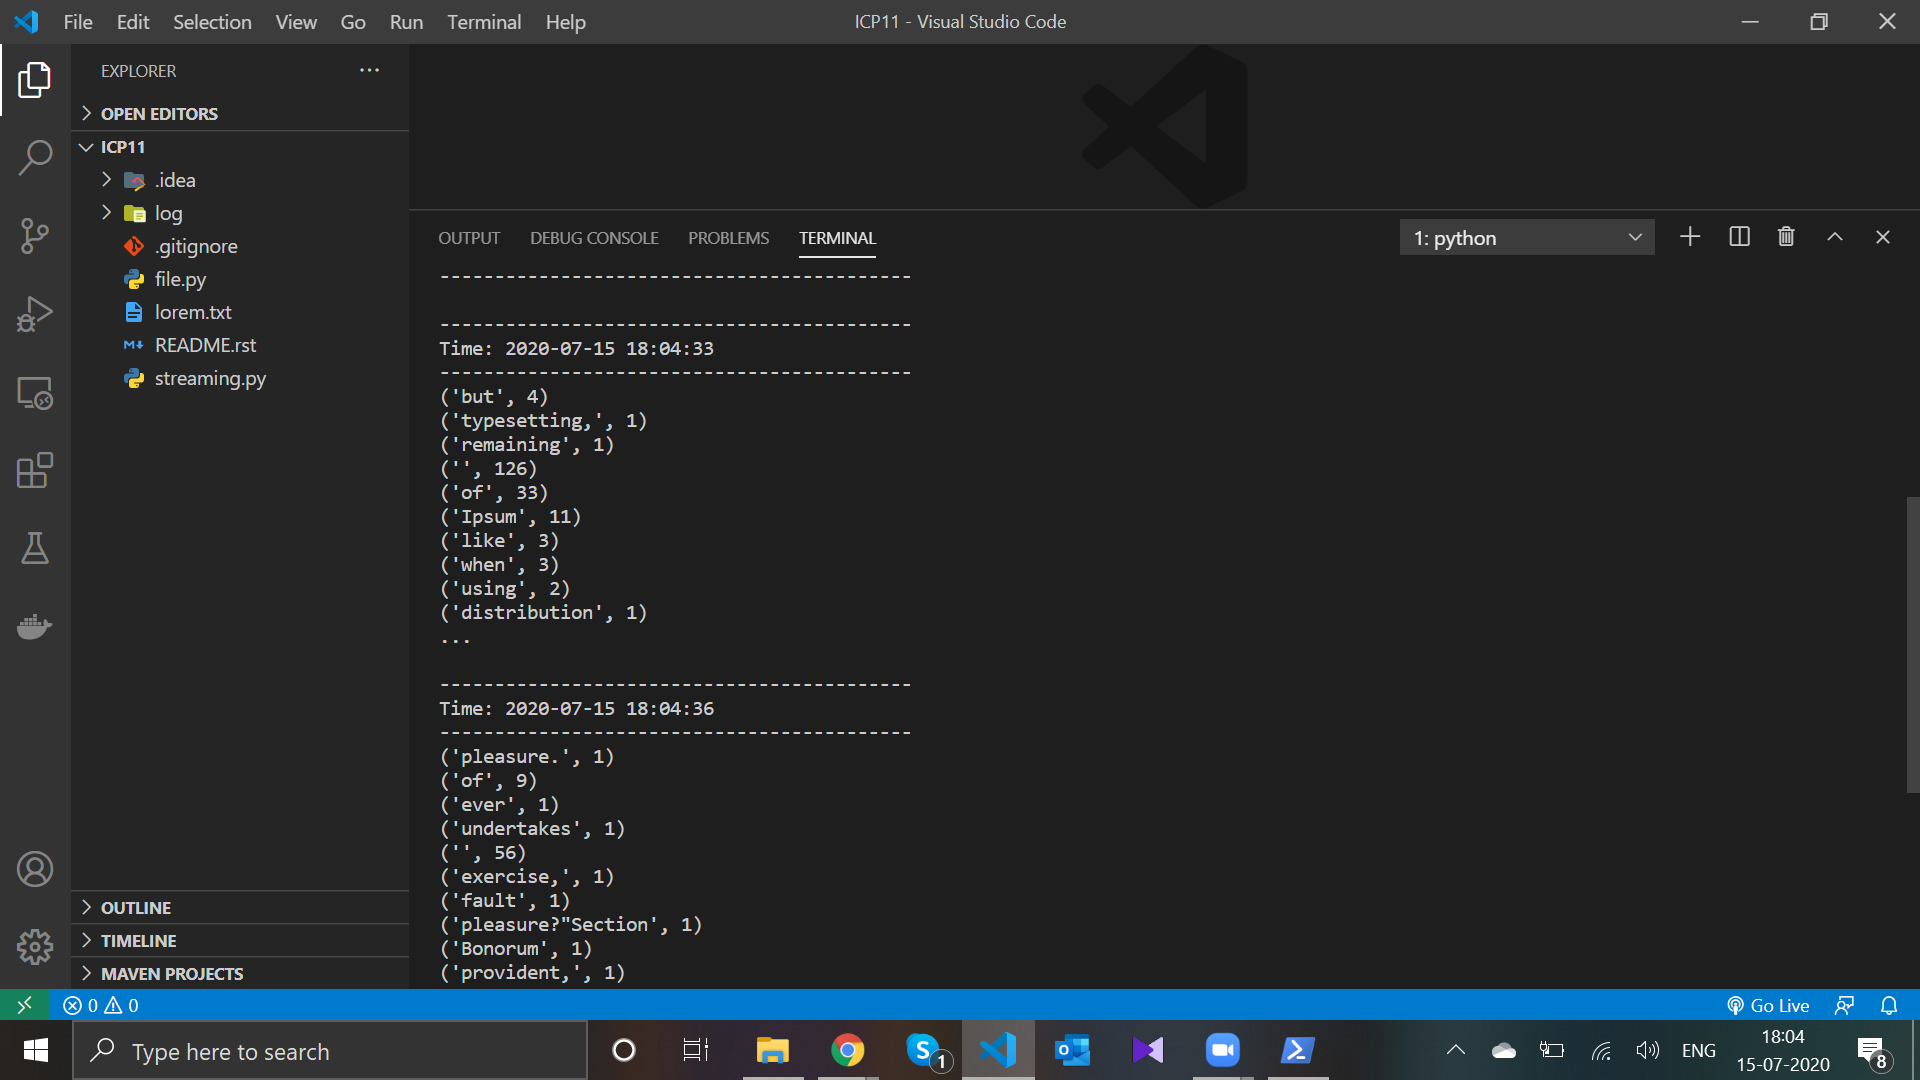 File Edit Selection View Go Run Terminal Help
ICP11 - Visual Studio Code
EXPLORER
OPEN EDITORS
ICP11
.idea
log
.gitignore
file.py
lorem.txt
README.rst
streaming.py
OUTLINE
TIMELINE
MAVEN PROJECTS
OUTPUT DEBUG CONSOLE PROBLEMS TERMINAL
1: python
-------------------------------------------
-------------------------------------------
Time: 2020-07-15 18:04:33
-------------------------------------------
('but', 4)
('typesetting,', 1)
('remaining', 1)
('', 126)
('of', 33)
('Ipsum', 11)
('like', 3)
('when', 3)
('using', 2)
('distribution', 1)
...
-------------------------------------------
Time: 2020-07-15 18:04:36
-------------------------------------------
('pleasure.', 1)
('of', 9)
('ever', 1)
('undertakes', 1)
('', 56)
('exercise,', 1)
('fault', 1)
('pleasure?"Section', 1)
('Bonorum', 1)
('provident,', 1)
0 0
Go Live
Type here to search
1
ENG
18:04
15-07-2020
8